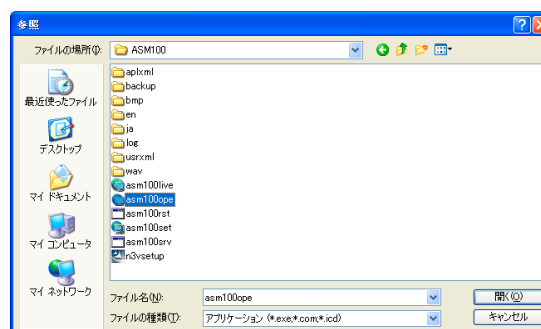 参照
ファイルの場所(I):
ASM100
最近使ったファイル
デスクトップ
マイ ドキュメント
マイ コンピュータ
マイ ネットワーク
aplxml
backup
bmp
en
ja
log
usrxml
wav
asm100live
asm100ope
asm100rst
asm100set
asm100srv
n3vsetup
ファイル名(N):
asm100ope
開く(O)
ファイルの種類(T):
アプリケーション (*.exe;*.com;*.icd)
キャンセル